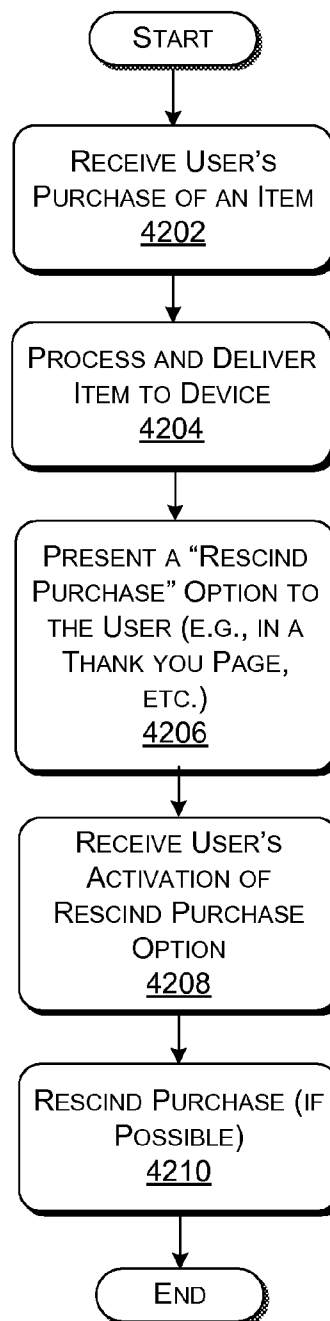 START
RECEIVE USER'S
PURCHASE OF AN ITEM
4202
PROCESS AND DELIVER
ITEM TO DEVICE
4204
PRESENT A "RESCIND
PURCHASE" OPTION TO
THE USER (E.G., IN A
THANK YOU PAGE,
ETC.)
4206
RECEIVE USER'S
ACTIVATION OF
RESCIND PURCHASE
OPTION
4208
RESCIND PURCHASE (IF
POSSIBLE)
4210
END